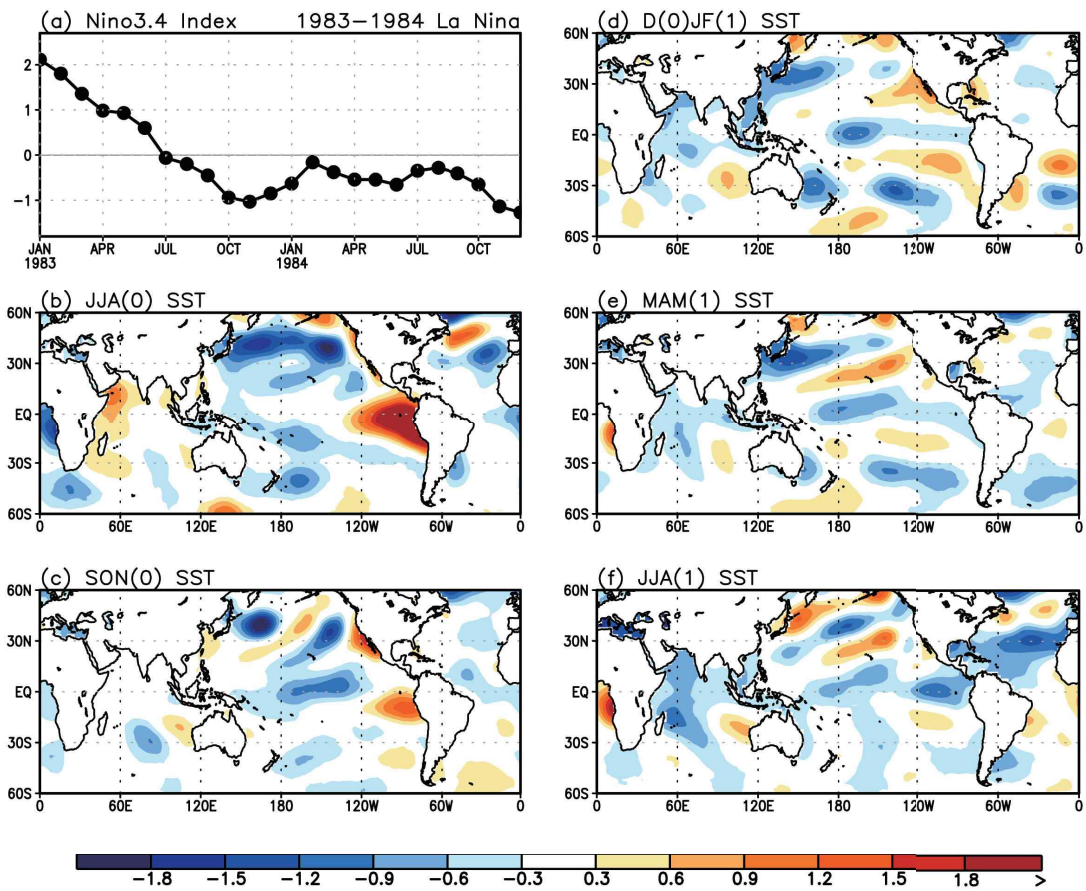 (a) Nino3.4 Index 1983−1984 La Nina
2
1
0
−1
JAN APR JUL OCT JAN APR JUL OCT
1983 1984
(b) JJA(0) SST
60N
30N
EQ
30S
60S
0 60E 120E 180 120W 60W 0
(c) SON(0) SST
60N
30N
EQ
30S
60S
0 60E 120E 180 120W 60W 0
(d) D(0)JF(1) SST
60N
30N
EQ
30S
60S
0 60E 120E 180 120W 60W 0
(e) MAM(1) SST
60N
30N
EQ
30S
60S
0 60E 120E 180 120W 60W 0
(f) JJA(1) SST
60N
30N
EQ
30S
60S
0 60E 120E 180 120W 60W 0
−1.8 −1.5 −1.2 −0.9 −0.6 −0.3 0.3 0.6 0.9 1.2 1.5 1.8 >